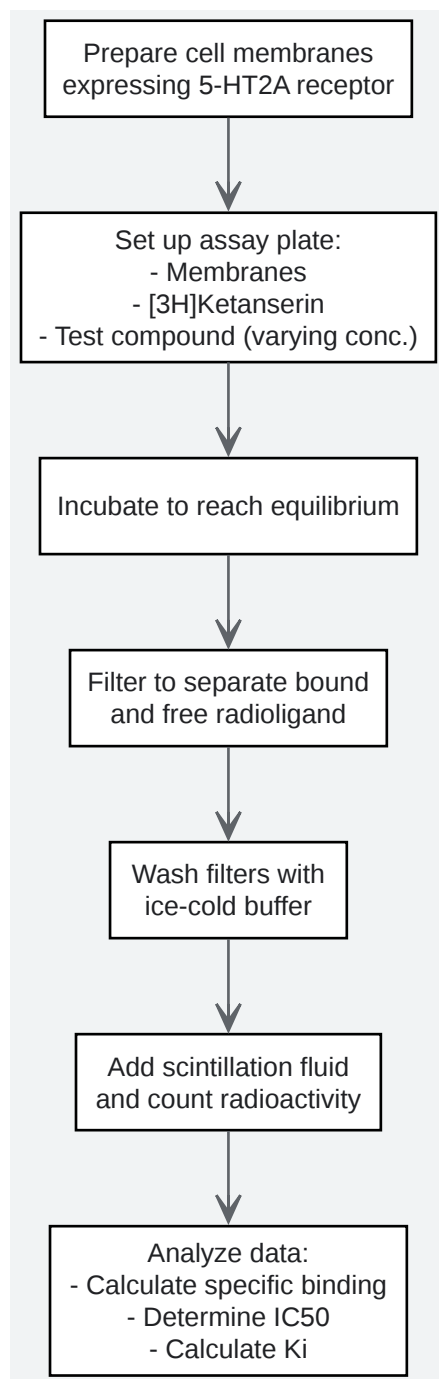 Prepare cell membranes
expressing 5-HT2A receptor
Set up assay plate:
- Membranes
- [3H]Ketanserin
- Test compound (varying conc.)
Incubate to reach equilibrium
Filter to separate bound
and free radioligand
Wash filters with
ice-cold buffer
Add scintillation fluid
and count radioactivity
Analyze data:
- Calculate specific binding
- Determine IC50
- Calculate Ki